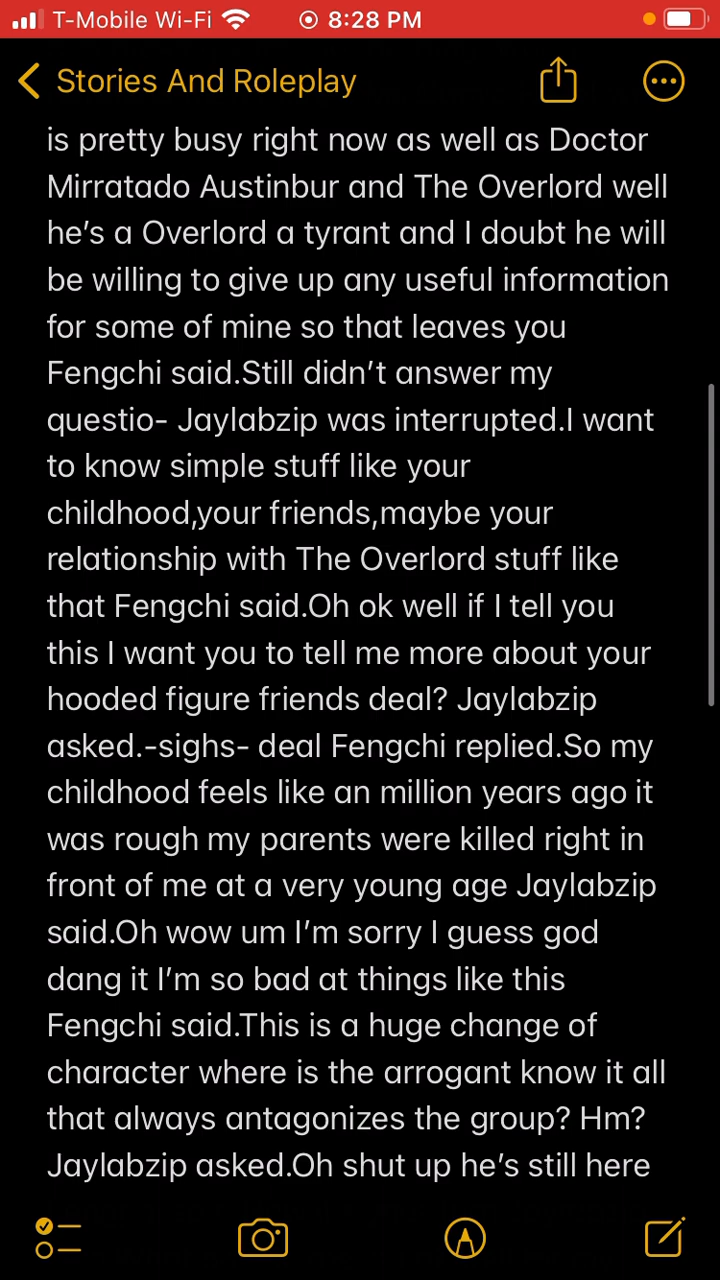 T-Mobile Wi-Fi 8:28 PM
Stories And Roleplay
is pretty busy right now as well as Doctor
Mirratado Austinbur and The Overlord well
he's a Overlord a tyrant and I doubt he will
be willing to give up any useful information
for some of mine so that leaves you
Fengchi said.Still didn't answer my
questio- Jaylabzip was interrupted.I want
to know simple stuff like your
childhood,your friends,maybe your
relationship with The Overlord stuff like
that Fengchi said.Oh ok well if I tell you
this I want you to tell me more about your
hooded figure friends deal? Jaylabzip
asked.-sighs- deal Fengchi replied.So my
childhood feels like an million years ago it
was rough my parents were killed right in
front of me at a very young age Jaylabzip
said.Oh wow um I'm sorry I guess god
dang it I'm so bad at things like this
Fengchi said.This is a huge change of
character where is the arrogant know it all
that always antagonizes the group? Hm?
Jaylabzip asked.Oh shut up he's still here